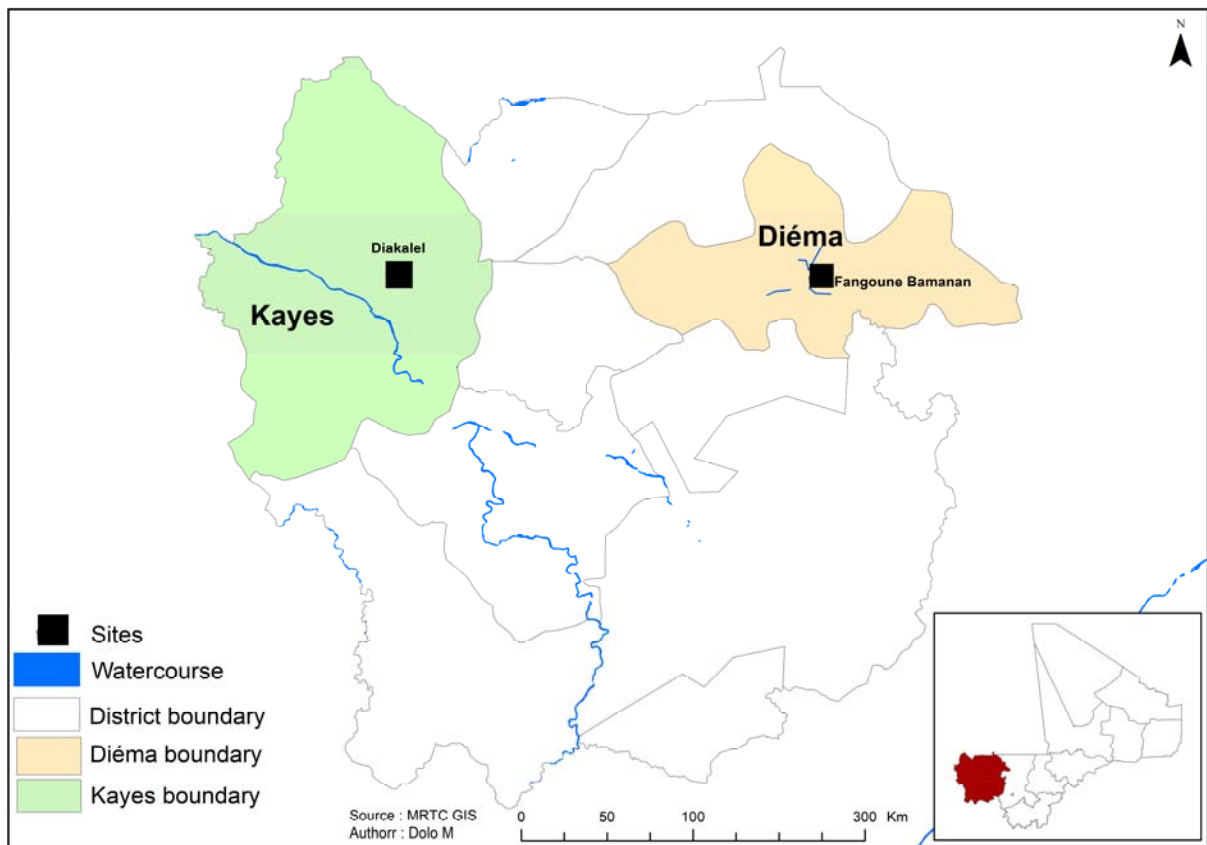 N
Diakalel
Kayes
Diéma
Fangoune Bamanan
Sites
Watercourse
District boundary
Diéma boundary
Kayes boundary
Source : MRTC GIS
Authorr : Dolo M
0 50 100 300 Km